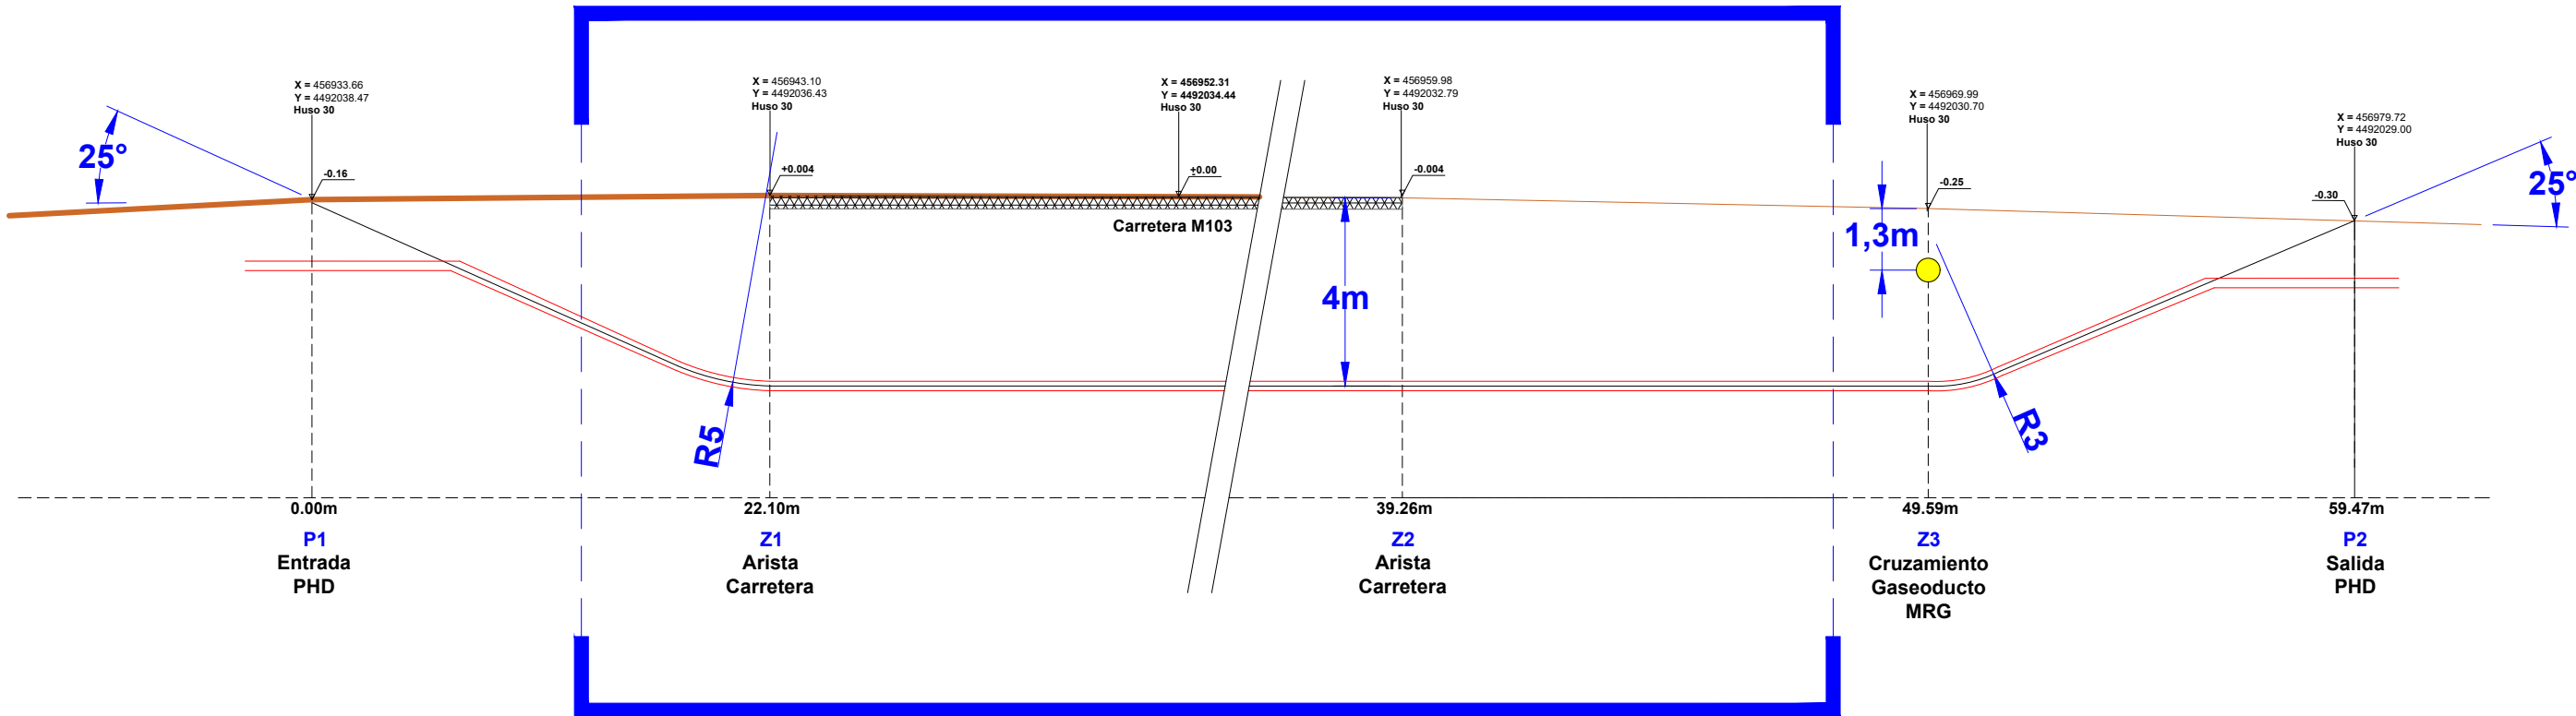 X = 456933.66
Y = 4492038.47
Huso 30
X = 456943.10
Y = 4492036.43
Huso 30
X = 456952.31
Y = 4492034.44
Huso 30
X = 456959.98
Y = 4492032.79
Huso 30
X = 456969.99
Y = 4492030.70
Huso 30
X = 456979.72
Y = 4492029.00
Huso 30
25°
25°
-0.16
+0.004
±0.00
-0.004
-0.25
-0.30
Carretera M103
1,3m
4m
R5
R3
0.00m
22.10m
39.26m
49.59m
59.47m
P1
Entrada
PHD
Z1
Arista
Carretera
Z2
Arista
Carretera
Z3
Cruzamiento
Gaseoducto
MRG
P2
Salida
PHD